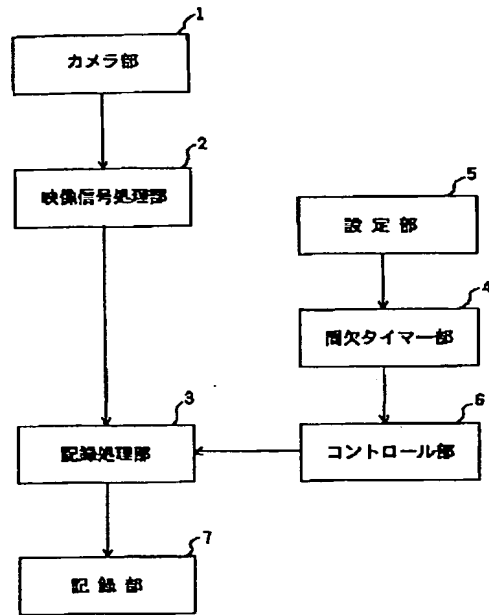 1
カメラ部
2
映像信号処理部
5
設定部
4
間欠タイマー部
3
記録処理部
6
コントロール部
7
記録部